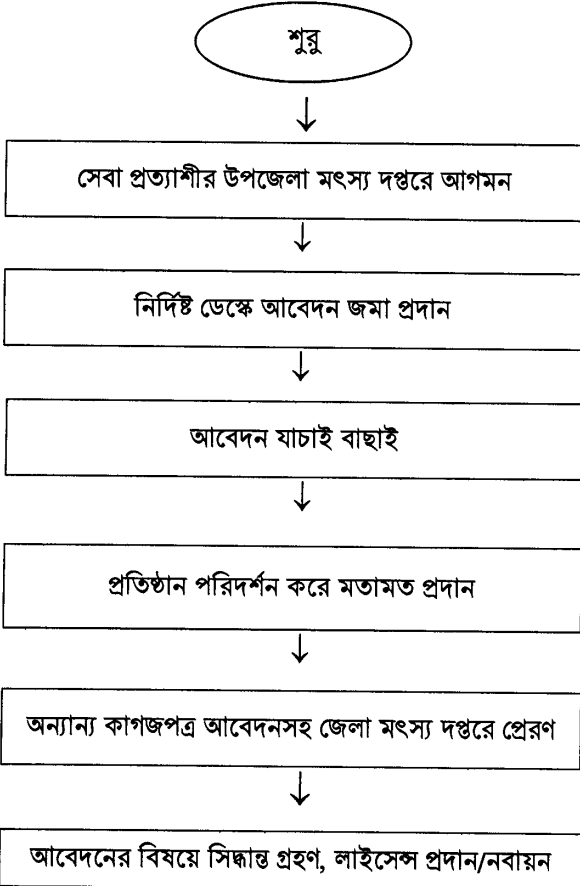 শুরু
সেবা প্রত্যাশীর উপজেলা মৎস্য দপ্তরে আগমন
নির্দিষ্ট ডেস্কে আবেদন জমা প্রদান
আবেদন যাচাই বাছাই
প্রতিষ্ঠান পরিদর্শন করে মতামত প্রদান
অন্যান্য কাগজপত্র আবেদনসহ জেলা মৎস্য দপ্তরে প্রেরণ
আবেদনের বিষয়ে সিদ্ধান্ত গ্রহণ, লাইসেন্স প্রদান/নবায়ন